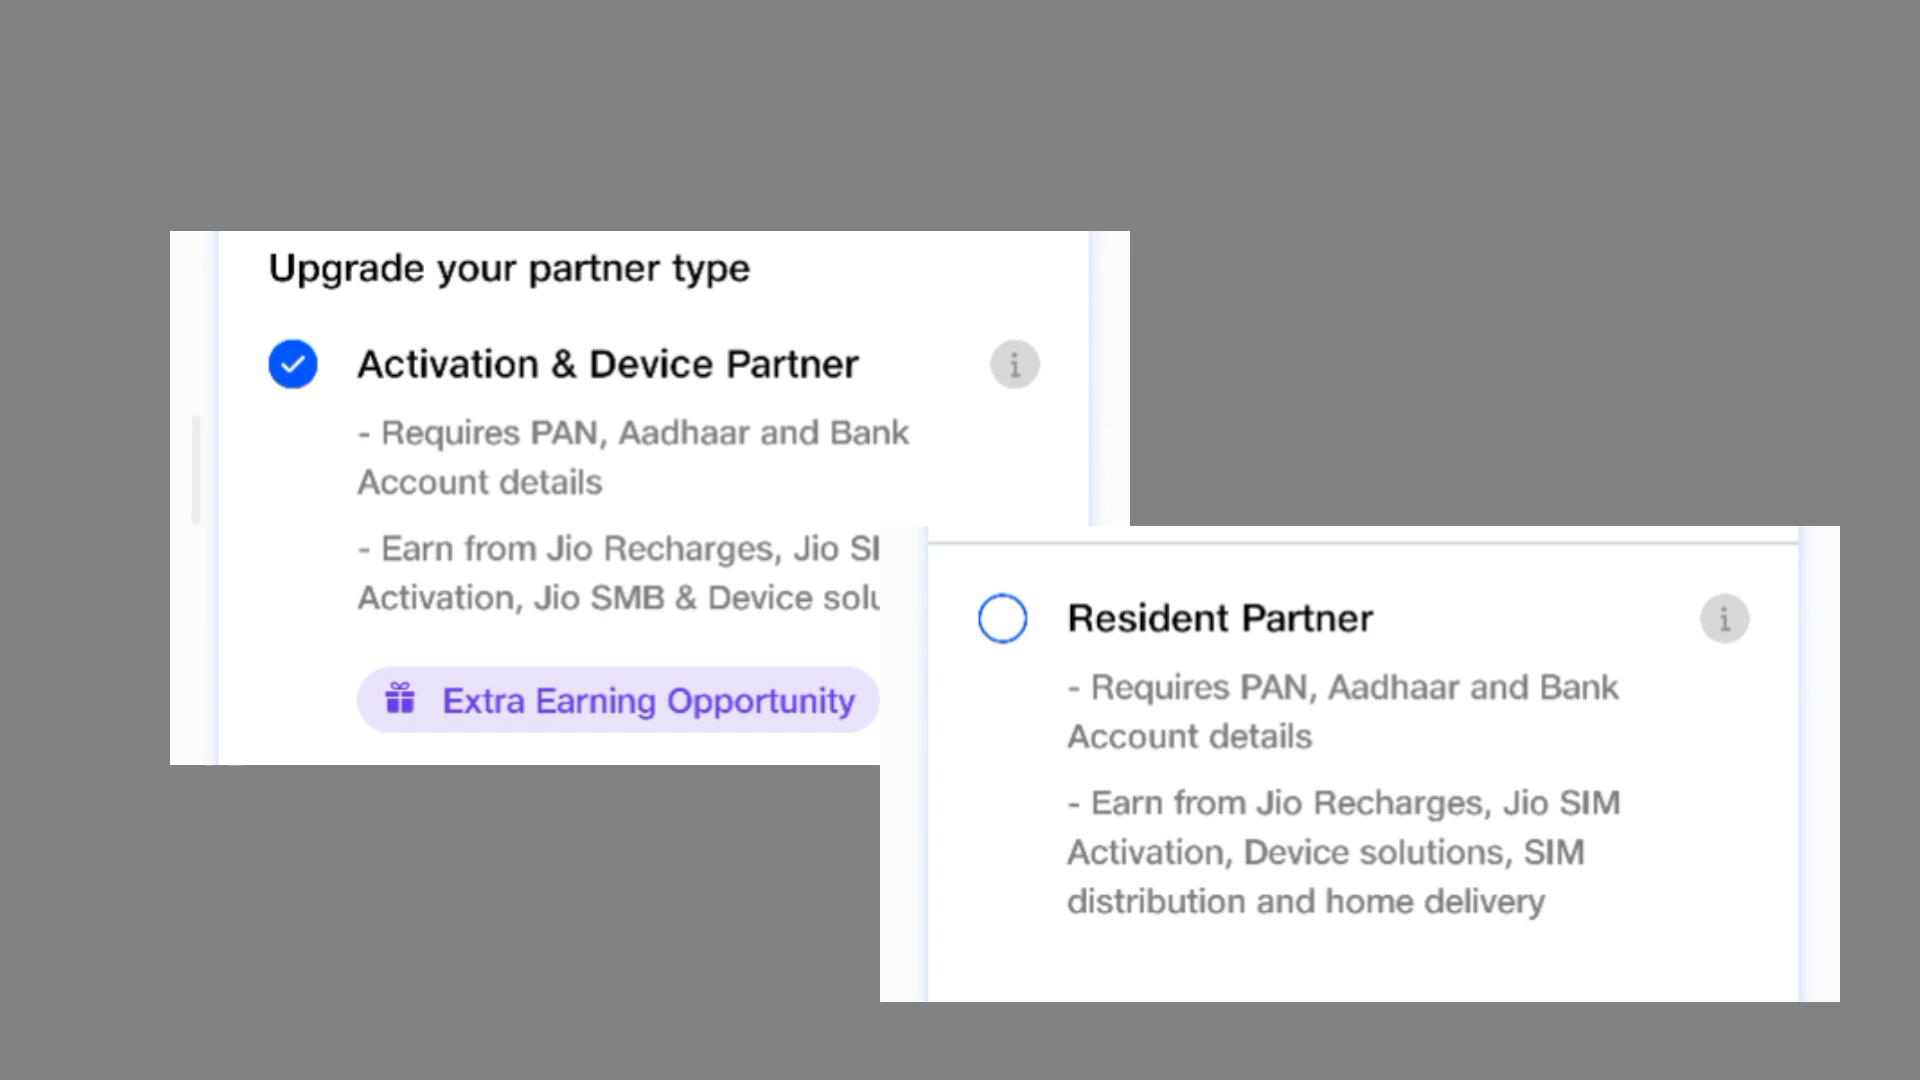 Upgrade your partner type
Activation & Device Partner
- Requires PAN, Aadhaar and Bank
Account details
- Earn from Jio Recharges, Jio
Activation, Jio SMB & Device
Extra Earning Opportunity
Resident Partner
- Requires PAN, Aadhaar and Bank
Account details
- Earn from Jio Recharges, Jio SIM
Activation, Device solutions, SIM
distribution and home delivery